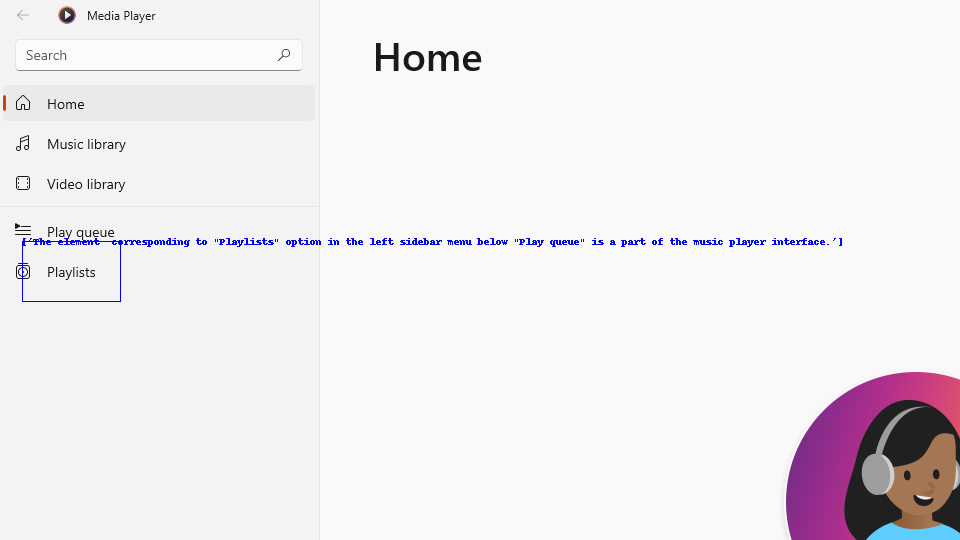 Media Player
Home
Search
Home
Music library
Video library
Play queue
['The element  corresponding to "Playlists" option in the left sidebar menu below "Play queue" is a part of the music player interface.']
Playlists